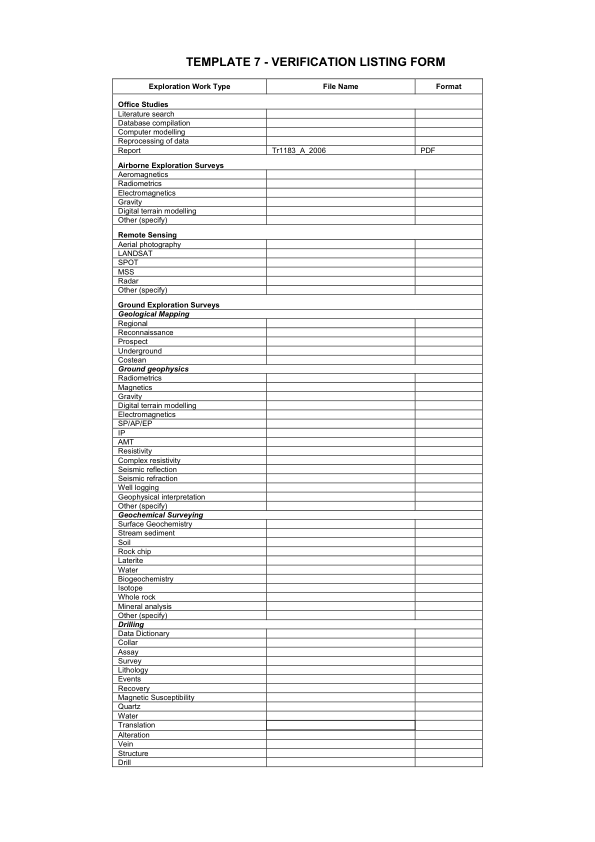 TEMPLATE 7 - VERIFICATION LISTING FORM
Exploration Work Type File Name Format
Office Studies
Literature search
Database compilation
Computer modelling
Reprocessing of data
Report Tr1183_A_2006 PDF
Airborne Exploration Surveys
Aeromagnetics
Radiometrics
Electromagnetics
Gravity
Digital terrain modelling
Other (specify)
Remote Sensing
Aerial photography
LANDSAT
SPOT
MSS
Radar
Other (specify)
Ground Exploration Surveys
Geological Mapping
Regional
Reconnaissance
Prospect
Underground
Costean
Ground geophysics
Radiometrics
Magnetics
Gravity
Digital terrain modelling
Electromagnetics
SP/AP/EP
IP
AMT
Resistivity
Complex resistivity
Seismic reflection
Seismic refraction
Well logging
Geophysical interpretation
Other (specify)
Geochemical Surveying
Surface Geochemistry
Stream sediment
Soil
Rock chip
Laterite
Water
Biogeochemistry
Isotope
Whole rock
Mineral analysis
Other (specify)
Drilling
Data Dictionary
Collar
Assay
Survey
Lithology
Events
Recovery
Magnetic Susceptibility
Quartz
Water
Translation
Alteration
Vein
Structure
Drill